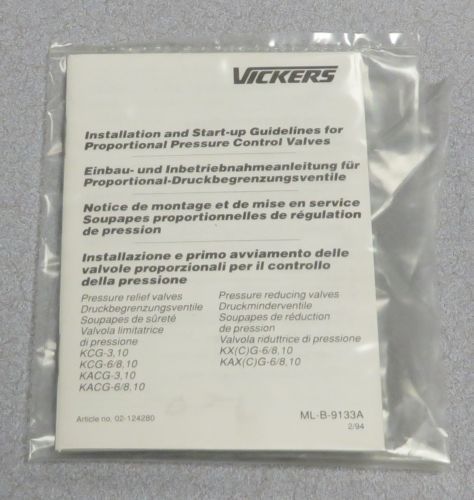 VICKERS
Installation and Start-up Guidelines for
Proportional Pressure Control Valves
Einbau- und Inbetriebnahmeanleitung für
Proportional-Druckbegrenzungsventile
Notice de montage et de mise en service
Soupapes proportionnelles de régulation
de pression
Installazione e primo avviamento delle
valvole proporzionali per il controllo
della pressione
Pressure relief valves
Druckbegrenzungsventile
Soupapes de sûreté
Valvola limitatrice
di pressione
KCG-3,10
KCG-6/8,10
KACG-3,10
KACG-6/8,10
Pressure reducing valves
Druckminderventile
Soupapes de réduction
de pression
Valvola riduttrice di pressione
KX(C)G-6/8,10
KAX(C)G-6/8,10
Article no. 02-124280
ML-B-9133A
2/94